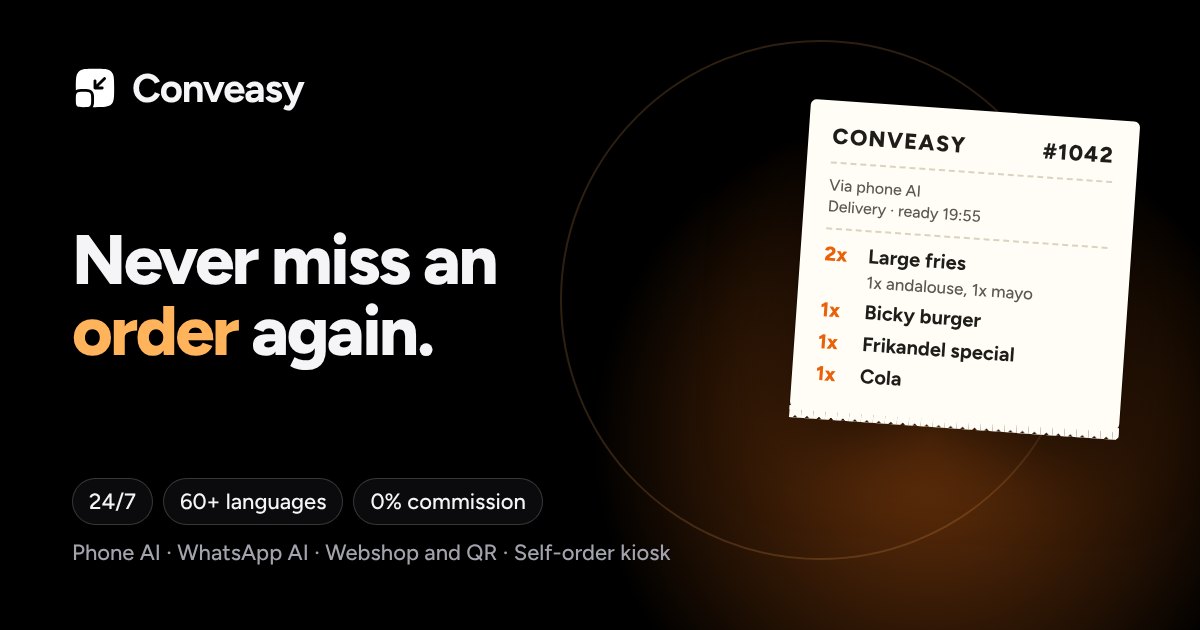 Conveasy
Never miss an
order again.
24/7
60+ languages
0% commission
Phone AI · WhatsApp AI · Webshop and QR · Self-order kiosk
CONVEASY #1042
Via phone AI
Delivery · ready 19:55
2x Large fries
1x andalouse, 1x mayo
1x Bicky burger
1x Frikandel special
1x Cola